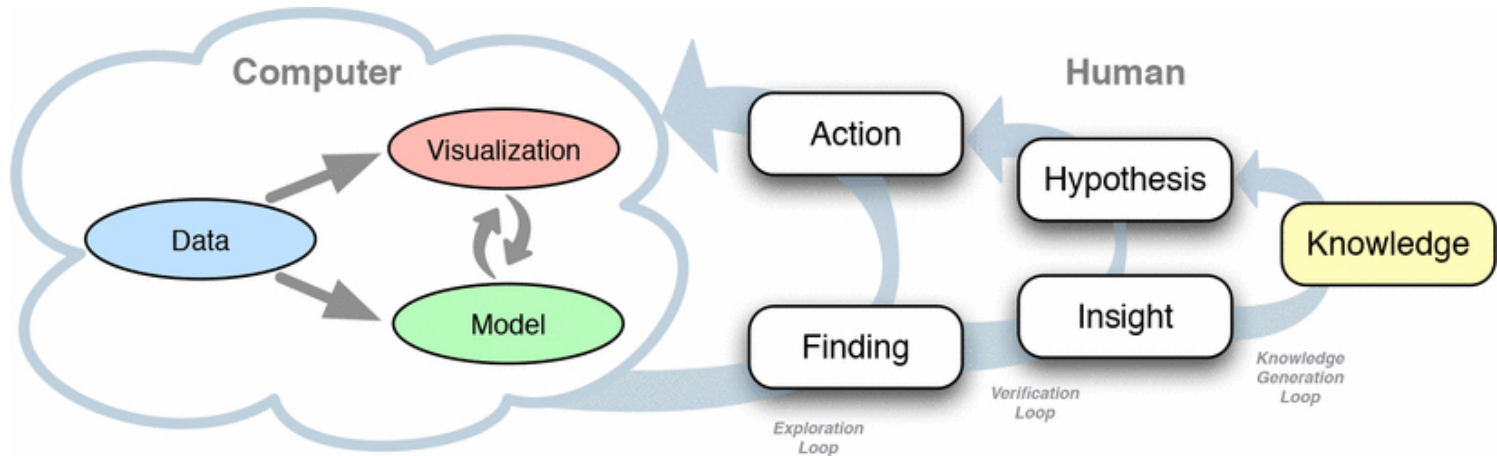 Computer
Human
Visualization
Action
Hypothesis
Data
Knowledge
Model
Finding
Insight
Exploration
Loop
Verification
Loop
Knowledge
Generation
Loop